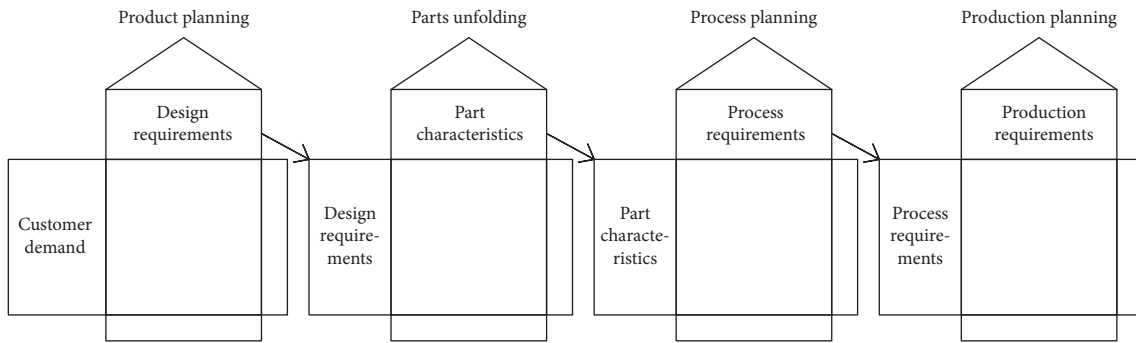 Product planning
Parts unfolding
Process planning
Production planning
Design
requirements
Part
characteristics
Process
requirements
Production
requirements
Customer
demand
Design
require-
ments
Part
characte-
ristics
Process
require-
ments